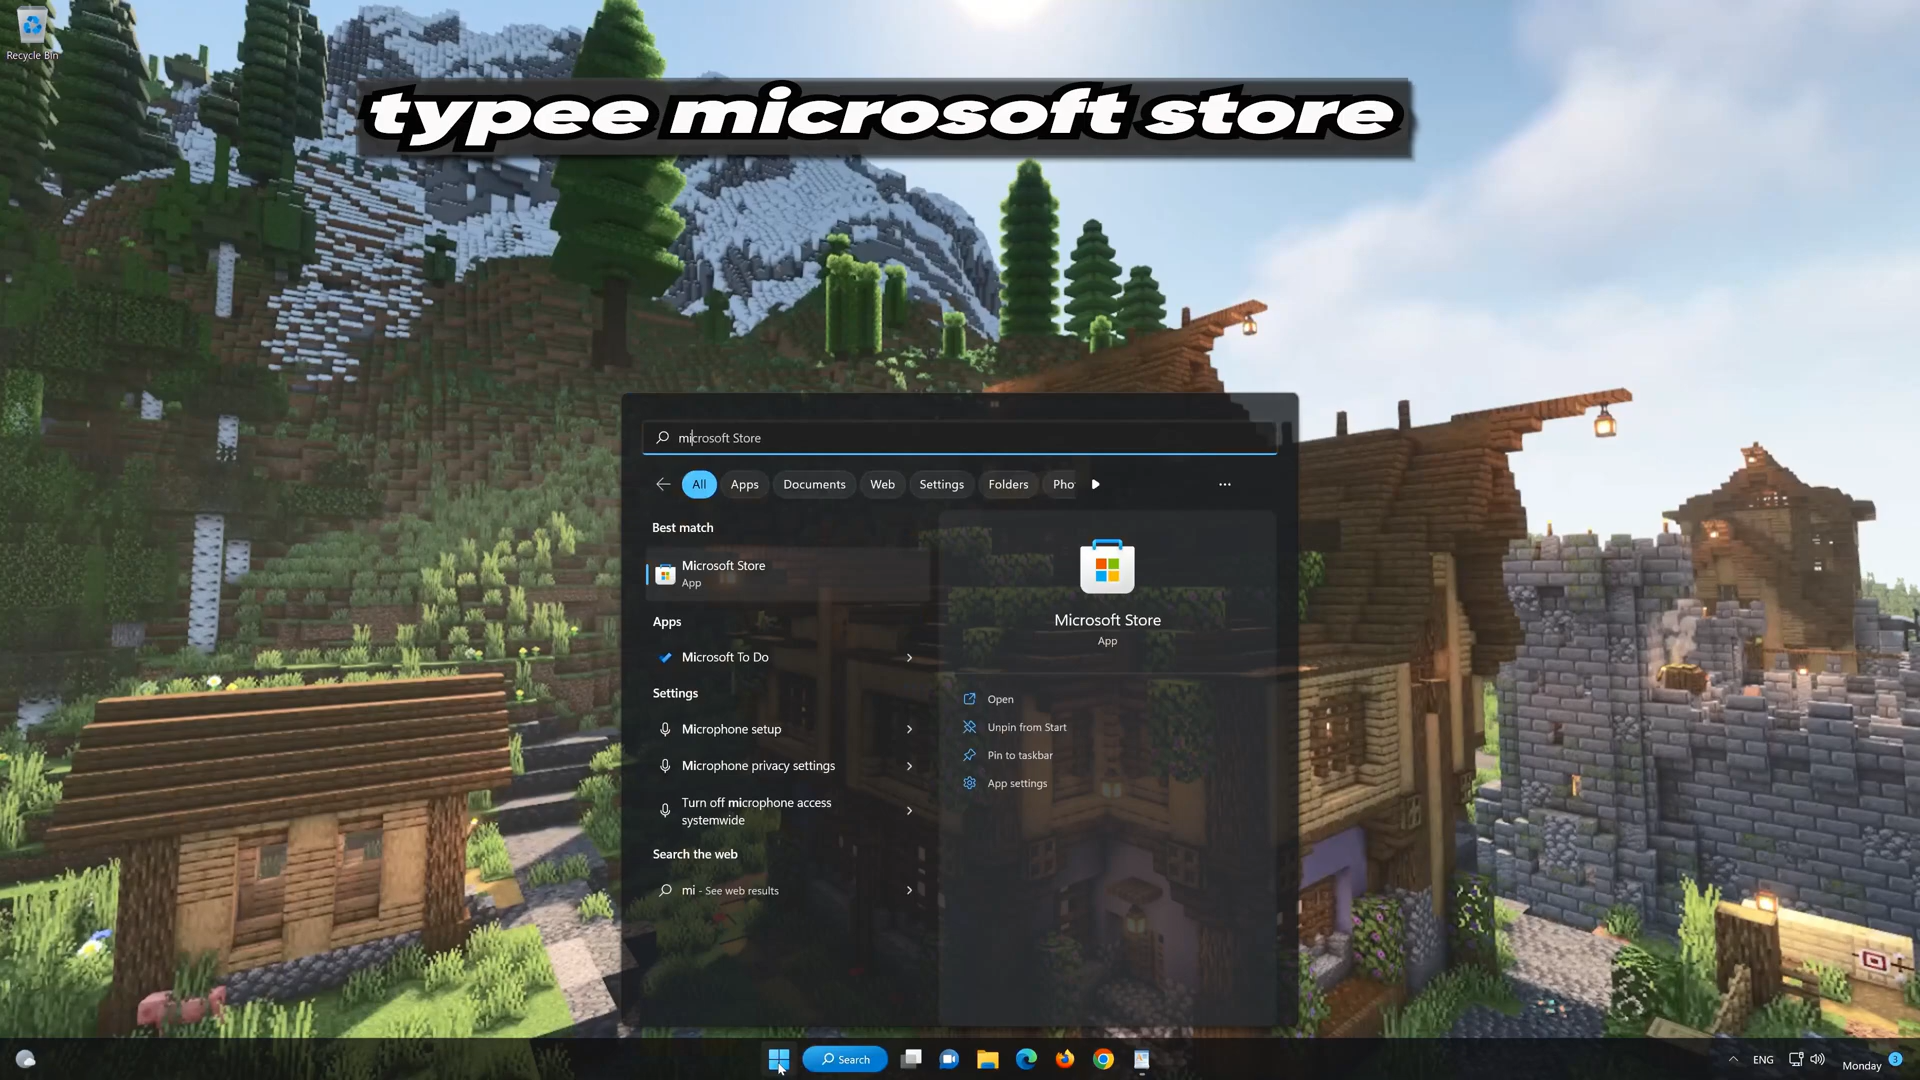 Recycle Bin
typee microsoft store
microsoft Store
All Apps Documents Web Settings Folders Pho
Best match
Microsoft Store
App
Apps
Microsoft To Do
Settings
Microphone setup
Microphone privacy settings
Turn off microphone access
systemwide
Search the web
mi - See web results
Microsoft Store
App
Open
Unpin from Start
Pin to taskbar
App settings
Search
ENG
Monday
3